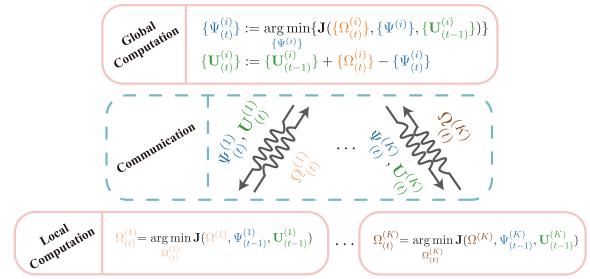 Global Computation
{Ψ_{(t)}^{(i)}} := arg min_{{Ψ^{(i)}}}{J({Ω_{(t)}^{(i)}}, {Ψ^{(i)}}, {U_{(t-1)}^{(i)}})}
{U_{(t)}^{(i)}} := {U_{(t-1)}^{(i)}} + {Ω_{(t)}^{(i)}} − {Ψ_{(t)}^{(i)}}
Communication
Ψ_{(t)}^{(1)}, U_{(t)}^{(1)}
Ω_{(t)}^{(1)}
...
Ψ_{(t)}^{(K)}, U_{(t)}^{(K)}
Ω_{(t)}^{(K)}
Local Computation
Ω_{(t)}^{(1)} = arg min_{Ω_{(t)}^{(1)}} J(Ω^{(1)}, Ψ_{(t-1)}^{(1)}, U_{(t-1)}^{(1)})
...
Ω_{(t)}^{(K)} = arg min_{Ω_{(t)}^{(K)}} J(Ω^{(K)}, Ψ_{(t-1)}^{(K)}, U_{(t-1)}^{(K)})